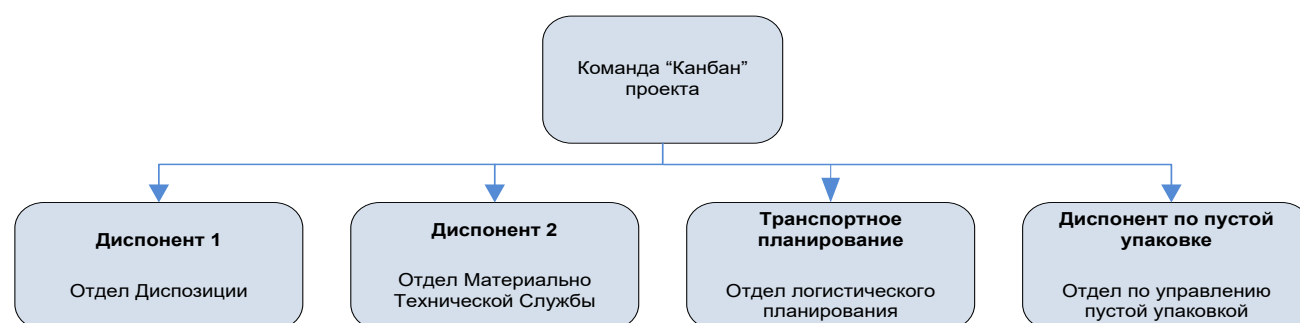 Команда “Канбан”
проекта
Диспонент 1
Отдел Диспозиции
Диспонент 2
Отдел Материально
Технической Службы
Транспортное
планирование
Отдел логистического
планирования
Диспонент по пустой
упаковке
Отдел по управлению
пустой упаковкой